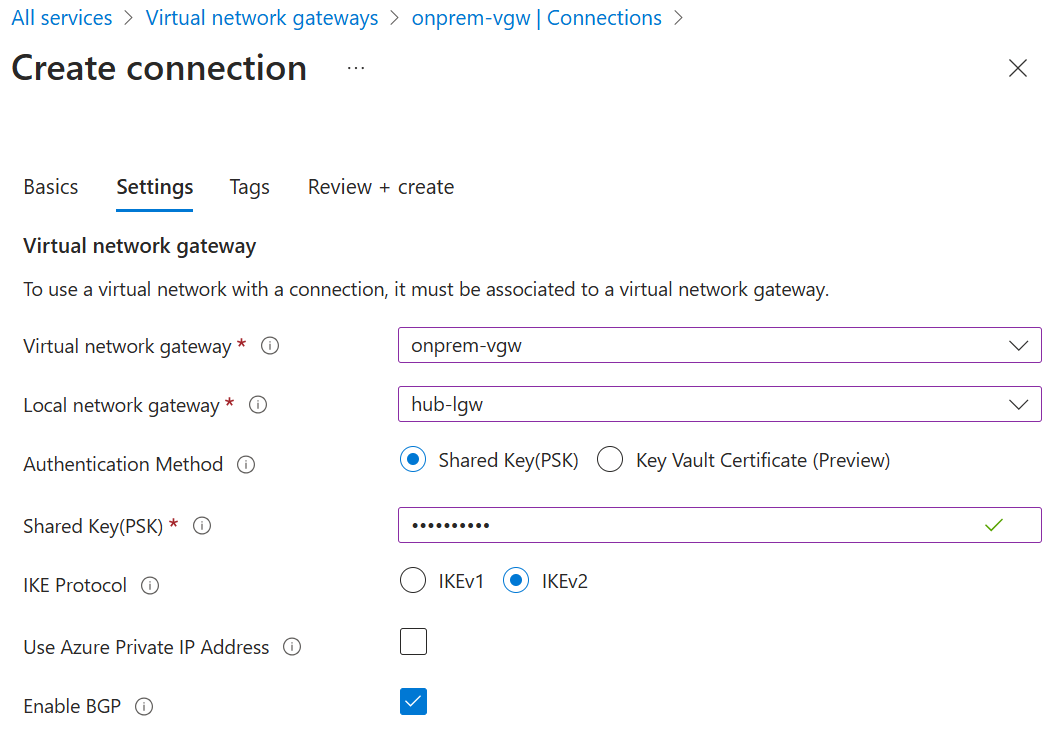 All services > Virtual network gateways > onprem-vgw | Connections >
Create connection ...
Basics Settings Tags Review + create
Virtual network gateway
To use a virtual network with a connection, it must be associated to a virtual network gateway.
Virtual network gateway * onprem-vgw
Local network gateway * hub-lgw
Authentication Method Shared Key(PSK) Key Vault Certificate (Preview)
Shared Key(PSK) * ••••••••••
IKE Protocol IKEv1 IKEv2
Use Azure Private IP Address
Enable BGP